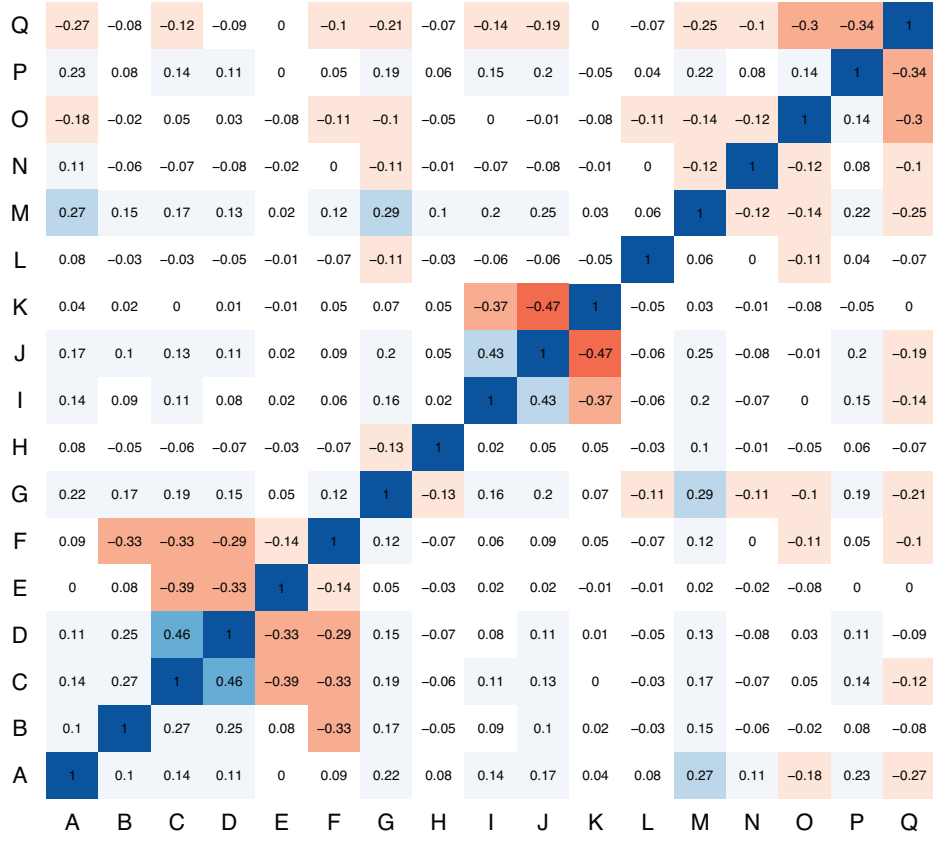 Q −0.27 −0.08 −0.12 −0.09 0 −0.1 −0.21 −0.07 −0.14 −0.19 0 −0.07 −0.25 −0.1 −0.3 −0.34 1
P 0.23 0.08 0.14 0.11 0 0.05 0.19 0.06 0.15 0.2 −0.05 0.04 0.22 0.08 0.14 1 −0.34
O −0.18 −0.02 0.05 0.03 −0.08 −0.11 −0.1 −0.05 0 −0.01 −0.08 −0.11 −0.14 −0.12 1 0.14 −0.3
N 0.11 −0.06 −0.07 −0.08 −0.02 0 −0.11 −0.01 −0.07 −0.08 −0.01 0 −0.12 1 −0.12 0.08 −0.1
M 0.27 0.15 0.17 0.13 0.02 0.12 0.29 0.1 0.2 0.25 0.03 0.06 1 −0.12 −0.14 0.22 −0.25
L 0.08 −0.03 −0.03 −0.05 −0.01 −0.07 −0.11 −0.03 −0.06 −0.06 −0.05 1 0.06 0 −0.11 0.04 −0.07
K 0.04 0.02 0 0.01 −0.01 0.05 0.07 0.05 −0.37 −0.47 1 −0.05 0.03 −0.01 −0.08 −0.05 0
J 0.17 0.1 0.13 0.11 0.02 0.09 0.2 0.05 0.43 1 −0.47 −0.06 0.25 −0.08 −0.01 0.2 −0.19
I 0.14 0.09 0.11 0.08 0.02 0.06 0.16 0.02 1 0.43 −0.37 −0.06 0.2 −0.07 0 0.15 −0.14
H 0.08 −0.05 −0.06 −0.07 −0.03 −0.07 −0.13 1 0.02 0.05 0.05 −0.03 0.1 −0.01 −0.05 0.06 −0.07
G 0.22 0.17 0.19 0.15 0.05 0.12 1 −0.13 0.16 0.2 0.07 −0.11 0.29 −0.11 −0.1 0.19 −0.21
F 0.09 −0.33 −0.33 −0.29 −0.14 1 0.12 −0.07 0.06 0.09 0.05 −0.07 0.12 0 −0.11 0.05 −0.1
E 0 0.08 −0.39 −0.33 1 −0.14 0.05 −0.03 0.02 0.02 −0.01 −0.01 0.02 −0.02 −0.08 0 0
D 0.11 0.25 0.46 1 −0.33 −0.29 0.15 −0.07 0.08 0.11 0.01 −0.05 0.13 −0.08 0.03 0.11 −0.09
C 0.14 0.27 1 0.46 −0.39 −0.33 0.19 −0.06 0.11 0.13 0 −0.03 0.17 −0.07 0.05 0.14 −0.12
B 0.1 1 0.27 0.25 0.08 −0.33 0.17 −0.05 0.09 0.1 0.02 −0.03 0.15 −0.06 −0.02 0.08 −0.08
A 1 0.1 0.14 0.11 0 0.09 0.22 0.08 0.14 0.17 0.04 0.08 0.27 0.11 −0.18 0.23 −0.27
A B C D E F G H I J K L M N O P Q